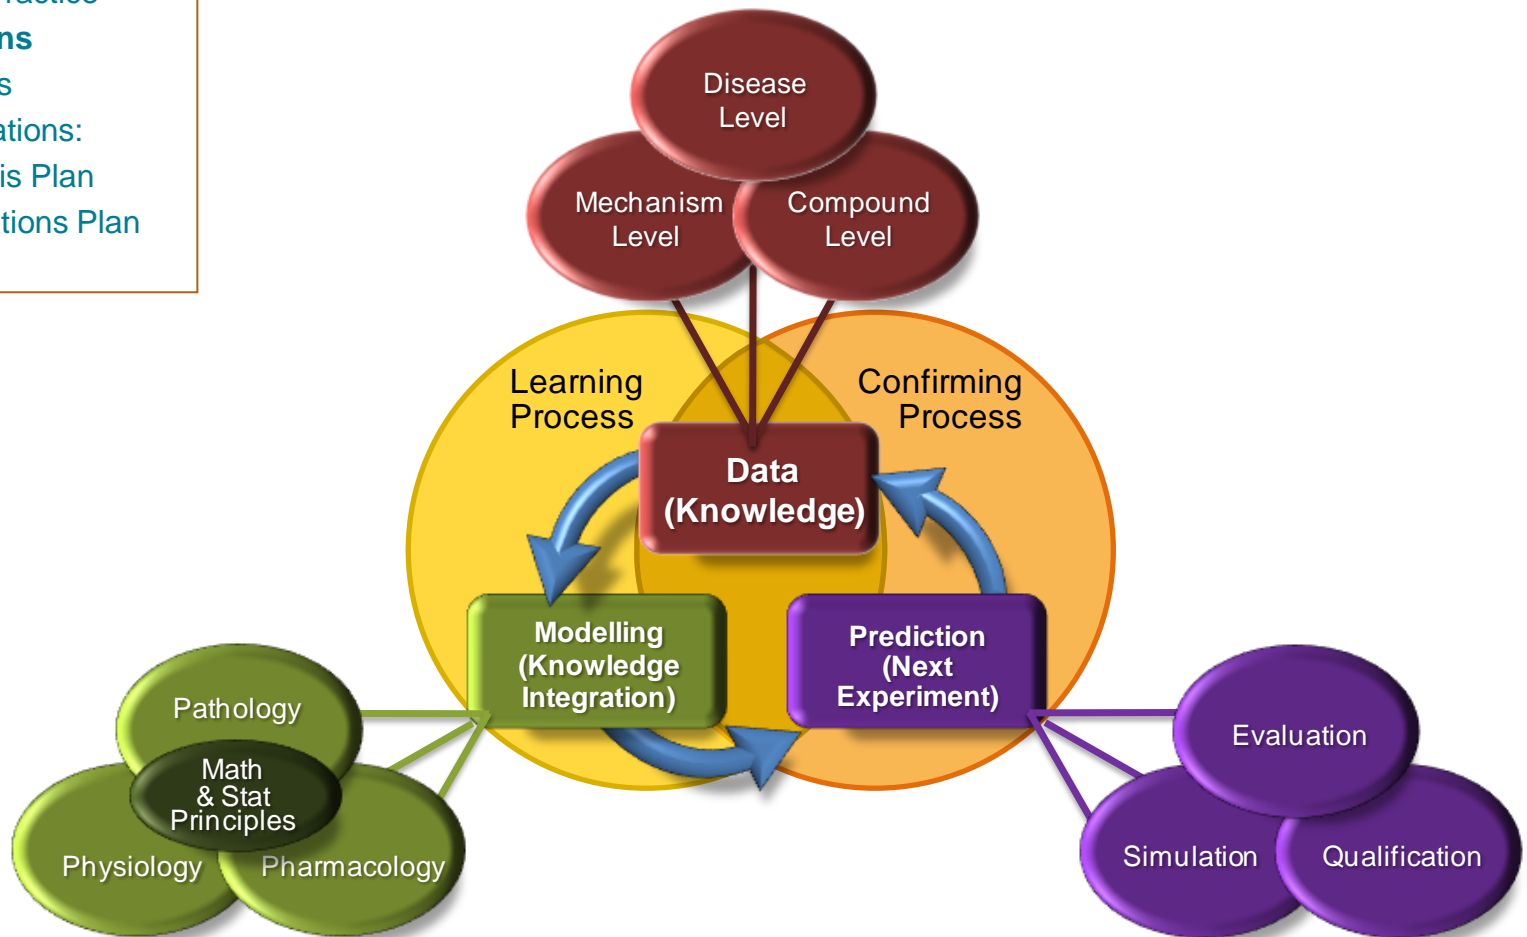 ns
s
ations:
is Plan
ations Plan
Disease
Level
Mechanism
Level
Compound
Level
Learning
Process
Confirming
Process
Data
(Knowledge)
Modelling
(Knowledge
Integration)
Prediction
(Next
Experiment)
Pathology
Math
& Stat
Principles
Physiology
Pharmacology
Evaluation
Simulation
Qualification